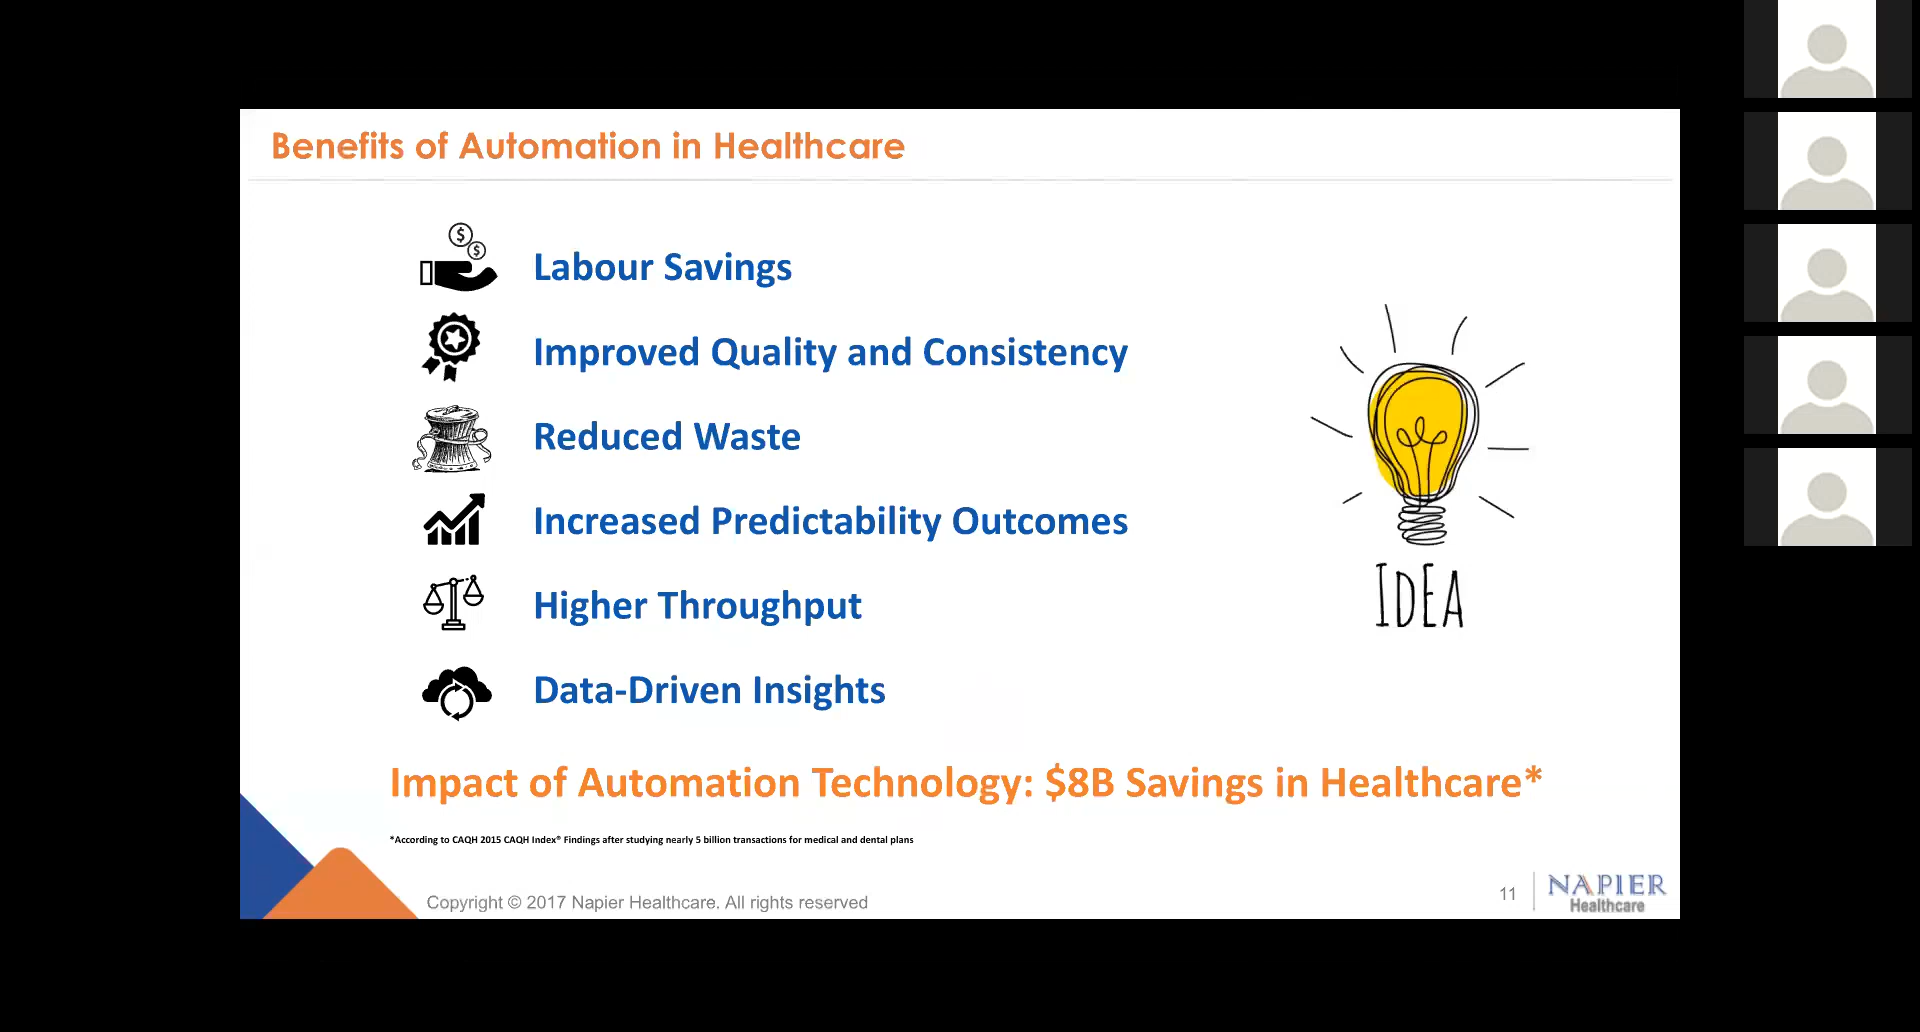 Benefits of Automation in Healthcare
$
$
Labour Savings
Improved Quality and Consistency
Reduced Waste
Increased Predictability Outcomes
Higher Throughput
Data-Driven Insights
IDEA
Impact of Automation Technology: $8B Savings in Healthcare*
*According to CAQH 2015 CAQH Index® Findings after studying nearly 5 billion transactions for medical and dental plans
Copyright © 2017 Napier Healthcare. All rights reserved
11
NAPIER
Healthcare